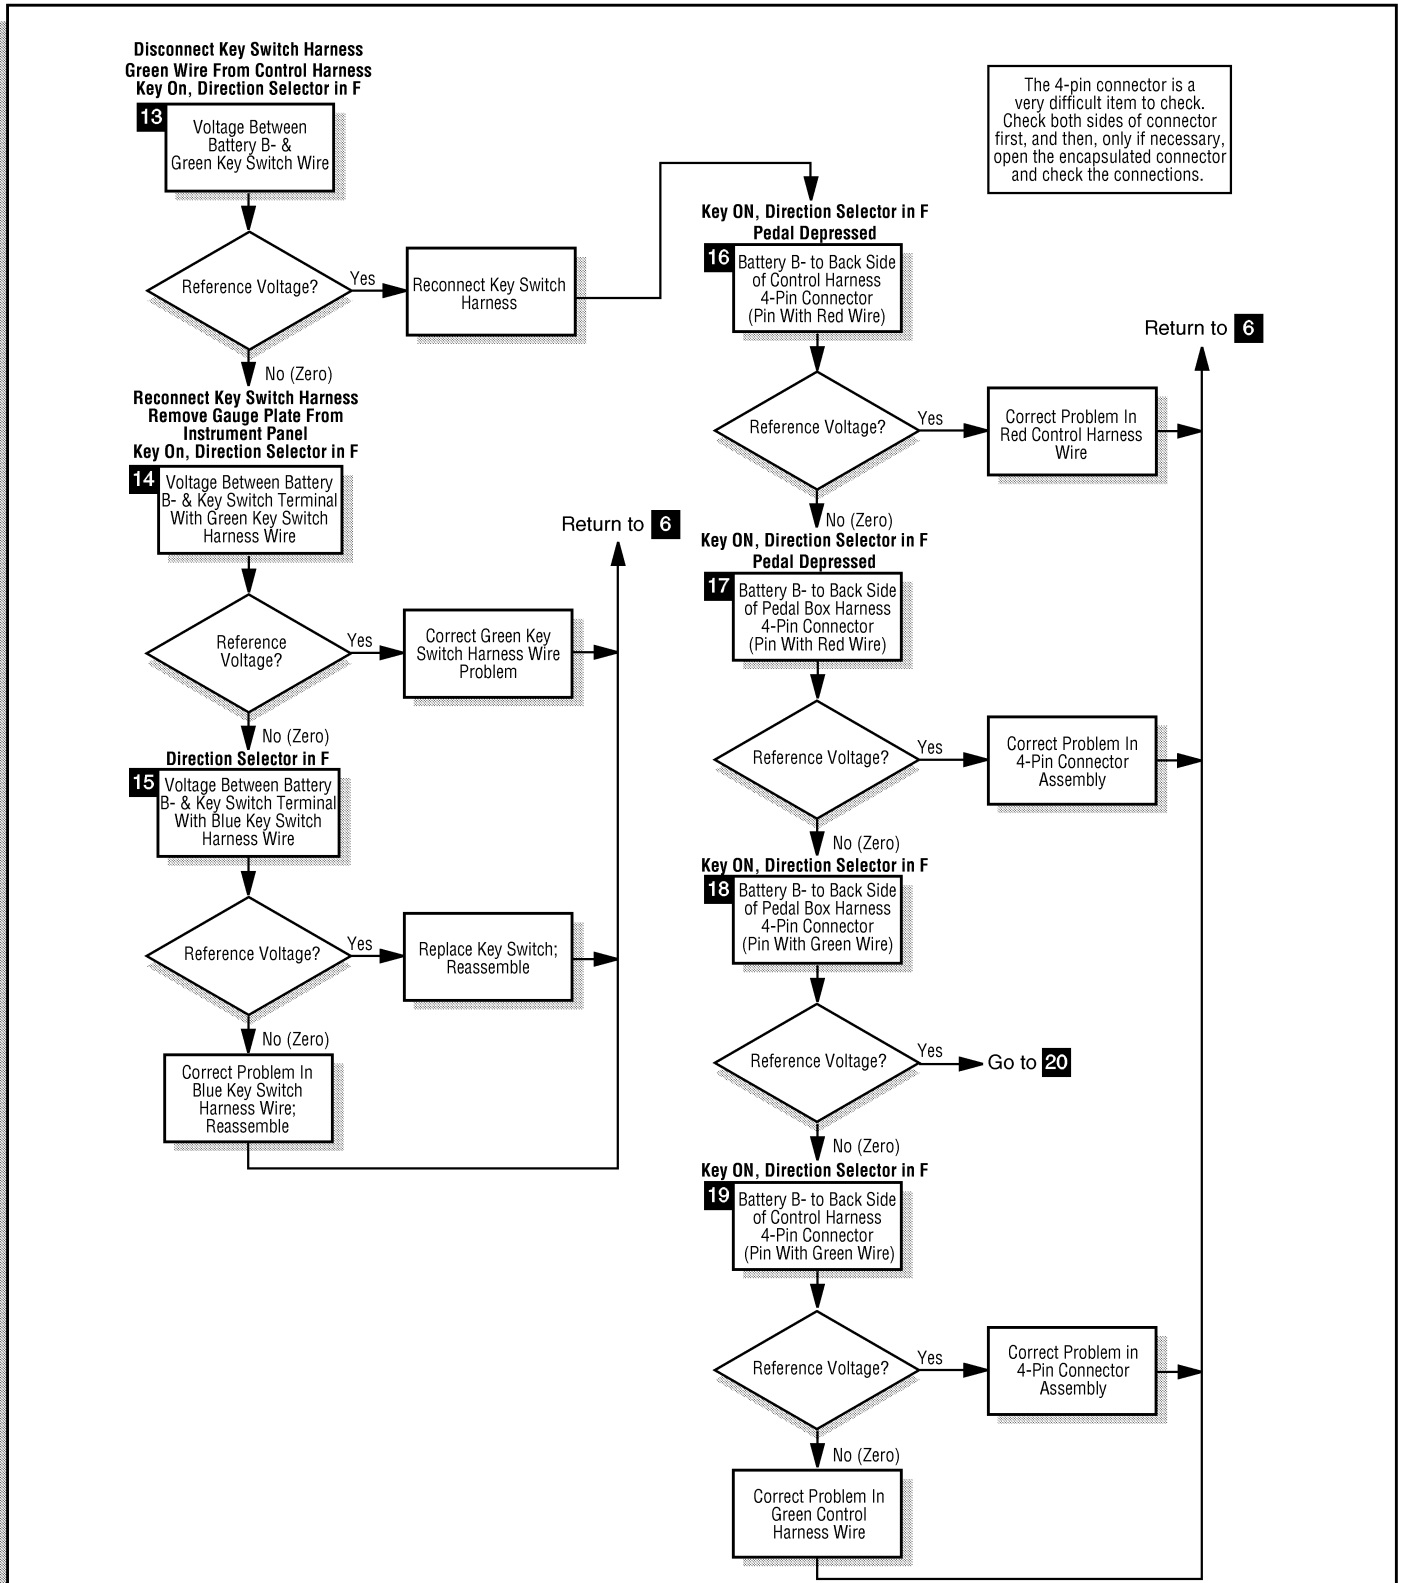 Disconnect Key Switch Harness
Green Wire From Control Harness
Key On, Direction Selector in F
13
Voltage Between
Battery B- &
Green Key Switch Wire
Reference Voltage?
Yes
Reconnect Key Switch
Harness
No (Zero)
Reconnect Key Switch Harness
Remove Gauge Plate From
Instrument Panel
Key On, Direction Selector in F
14
Voltage Between Battery
B- & Key Switch Terminal
With Green Key Switch
Harness Wire
Reference
Voltage?
Yes
Correct Green Key
Switch Harness Wire
Problem
Return to 6
No (Zero)
Direction Selector in F
15
Voltage Between Battery
B- & Key Switch Terminal
With Blue Key Switch
Harness Wire
Reference Voltage?
Yes
Replace Key Switch;
Reassemble
No (Zero)
Correct Problem In
Blue Key Switch
Harness Wire;
Reassemble
The 4-pin connector is a
very difficult item to check.
Check both sides of connector
first, and then, only if necessary,
open the encapsulated connector
and check the connections.
Key ON, Direction Selector in F
Pedal Depressed
16
Battery B- to Back Side
of Control Harness
4-Pin Connector
(Pin With Red Wire)
Return to 6
Reference Voltage?
Yes
Correct Problem In
Red Control Harness
Wire
No (Zero)
Key ON, Direction Selector in F
Pedal Depressed
17
Battery B- to Back Side
of Pedal Box Harness
4-Pin Connector
(Pin With Red Wire)
Reference Voltage?
Yes
Correct Problem In
4-Pin Connector
Assembly
No (Zero)
Key ON, Direction Selector in F
18
Battery B- to Back Side
of Pedal Box Harness
4-Pin Connector
(Pin With Green Wire)
Reference Voltage?
Yes
Go to 20
No (Zero)
Key ON, Direction Selector in F
19
Battery B- to Back Side
of Control Harness
4-Pin Connector
(Pin With Green Wire)
Reference Voltage?
Yes
Correct Problem in
4-Pin Connector
Assembly
No (Zero)
Correct Problem In
Green Control
Harness Wire